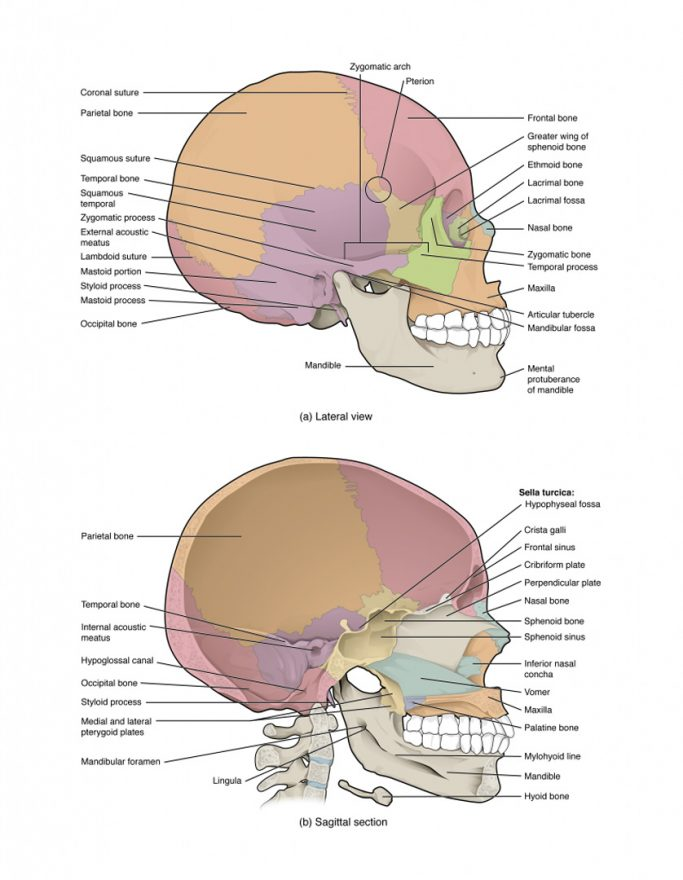 Zygomatic arch
Pterion
Coronal suture
Parietal bone
Squamous suture
Temporal bone
Squamous
temporal
Zygomatic process
External acoustic
meatus
Lambdoid suture
Mastoid portion
Styloid process
Mastoid process
Occipital bone
Mandible
Frontal bone
Greater wing of
sphenoid bone
Ethmoid bone
Lacrimal bone
Lacrimal fossa
Nasal bone
Zygomatic bone
Temporal process
Maxilla
Articular tubercle
Mandibular fossa
Mental
protuberance
of mandible
(a) Lateral view
Parietal bone
Temporal bone
Internal acoustic
meatus
Hypoglossal canal
Occipital bone
Styloid process
Medial and lateral
pterygoid plates
Mandibular foramen
Lingula
Sella turcica:
Hypophyseal fossa
Crista galli
Frontal sinus
Cribriform plate
Perpendicular plate
Nasal bone
Sphenoid bone
Sphenoid sinus
Inferior nasal
concha
Vomer
Maxilla
Palatine bone
Mylohyoid line
Mandible
Hyoid bone
(b) Sagittal section